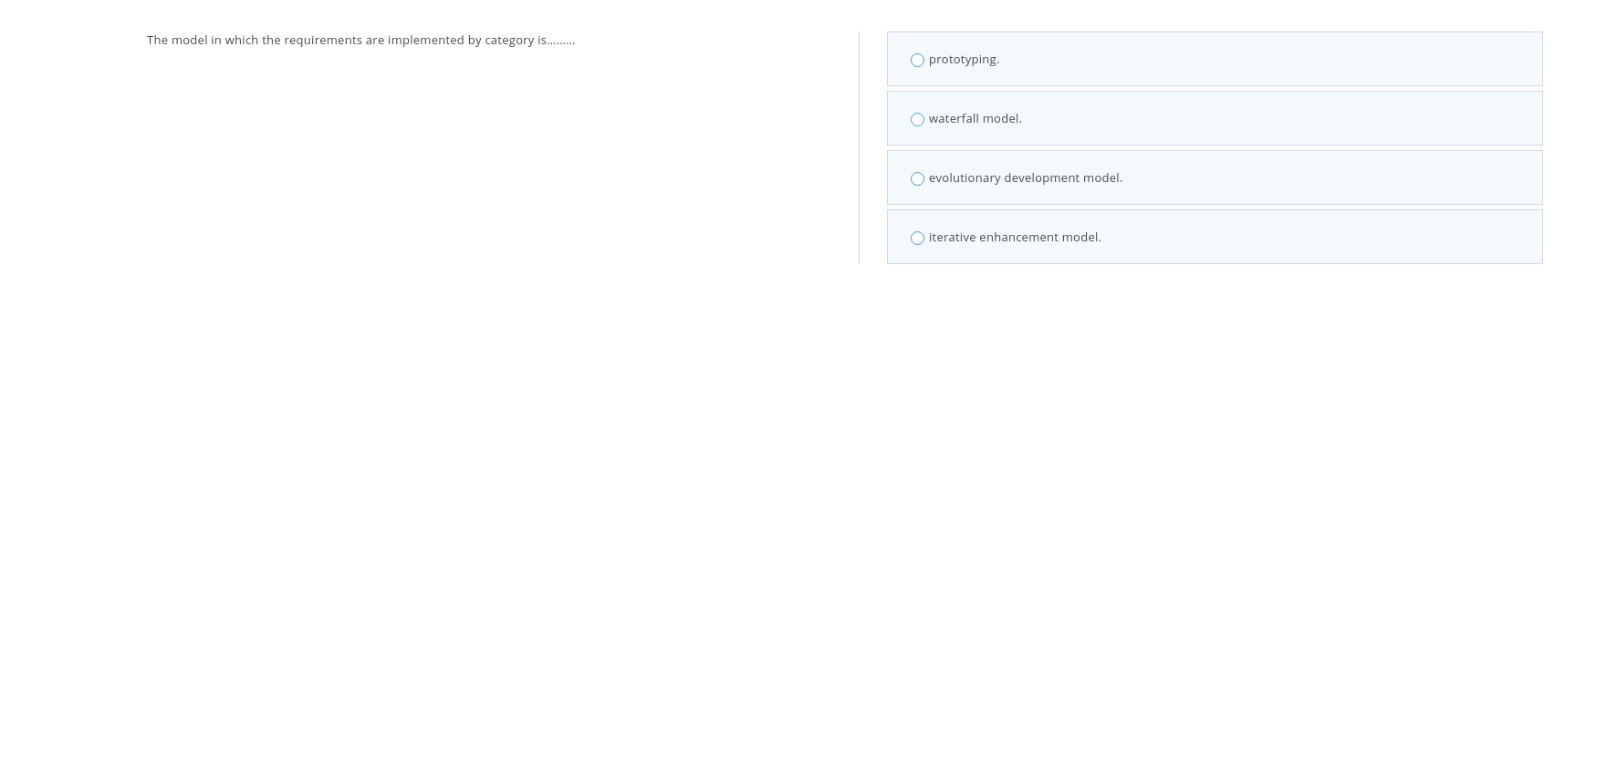 The model in which the requirements are implemented by category is.........
prototyping.
waterfall model.
evolutionary development model.
iterative enhancement model.